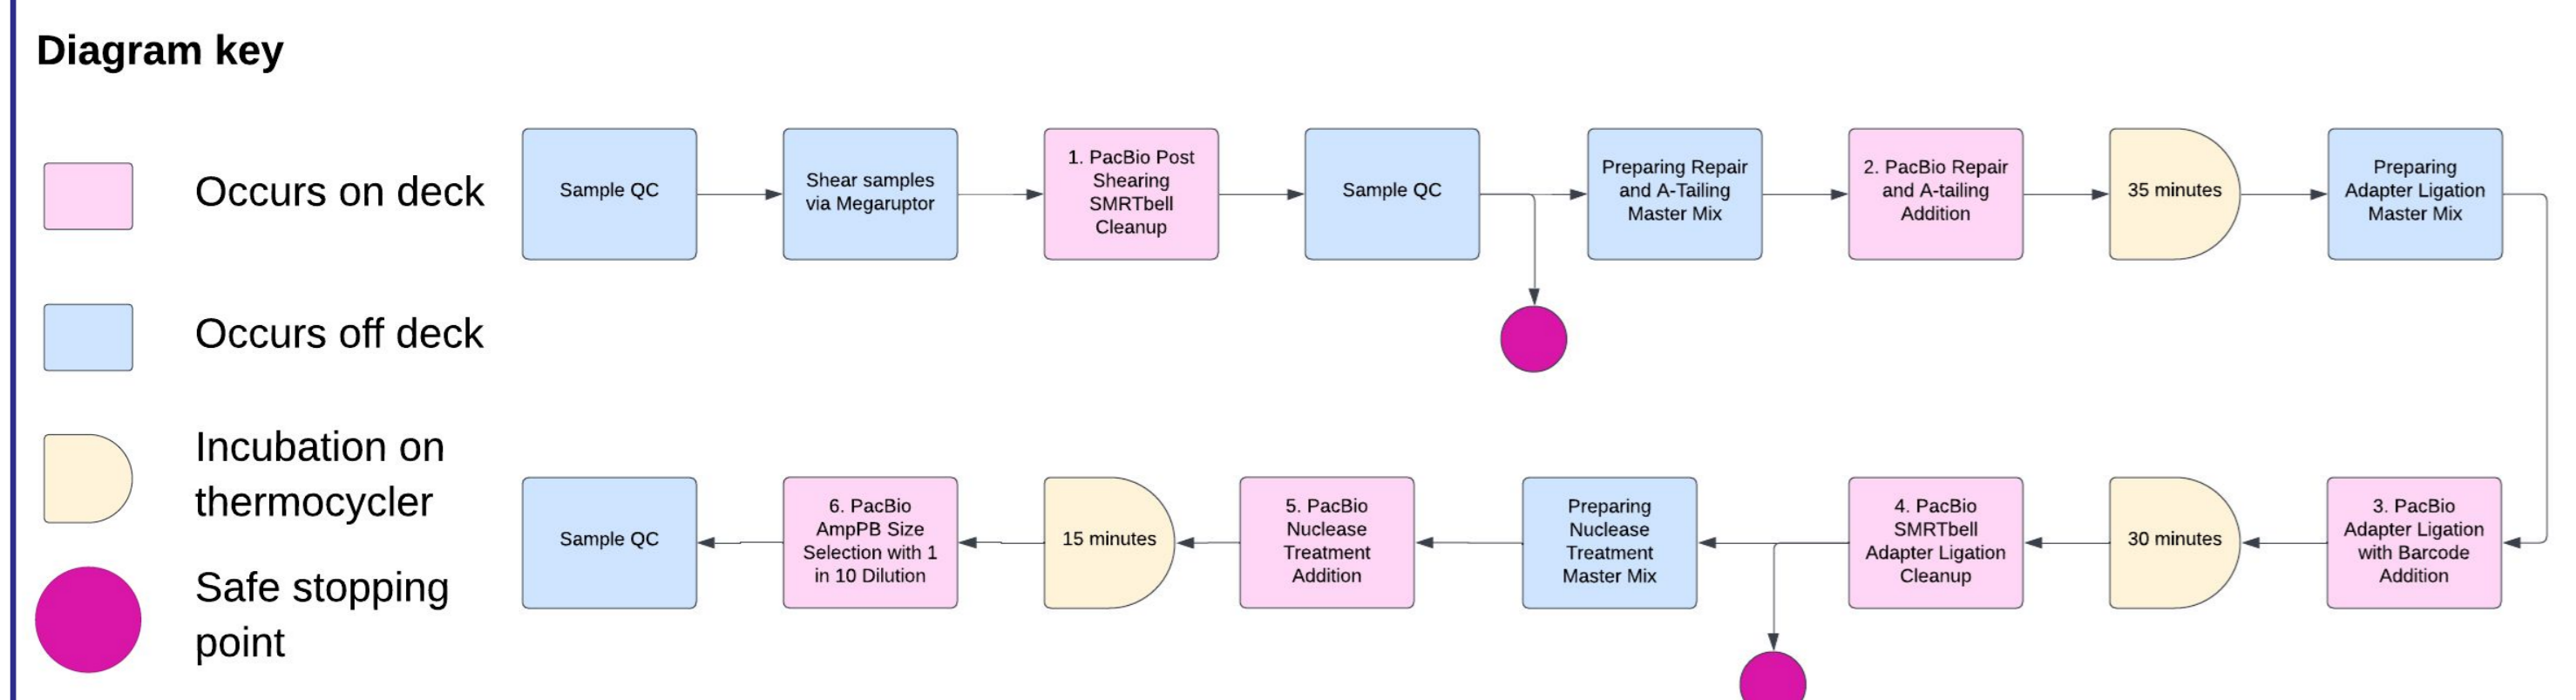 Diagram key
Occurs on deck
Occurs off deck
Incubation on
thermocycler
Safe stopping
point
Sample QC
Shear samples
via Megaruptor
1. PacBio Post
Shearing
SMRTbell
Cleanup
Sample QC
Preparing Repair
and A-Tailing
Master Mix
2. PacBio Repair
and A-tailing
Addition
35 minutes
Preparing
Adapter Ligation
Master Mix
3. PacBio
Adapter Ligation
with Barcode
Addition
30 minutes
4. PacBio
SMRTbell
Adapter Ligation
Cleanup
Preparing
Nuclease
Treatment
Master Mix
5. PacBio
Nuclease
Treatment
Addition
15 minutes
6. PacBio
AmpPB Size
Selection with 1
in 10 Dilution
Sample QC